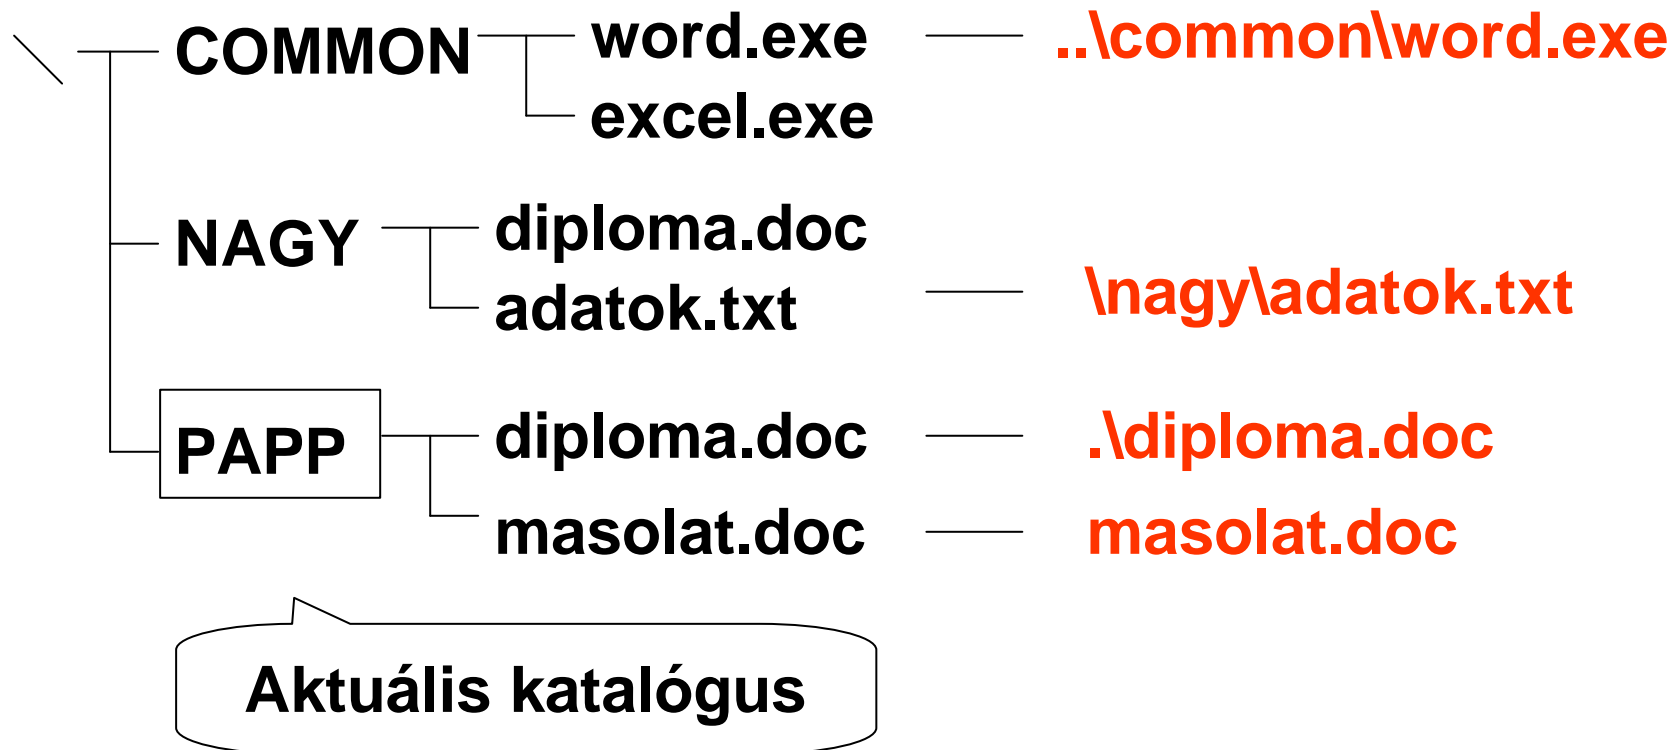 \ COMMON word.exe ..\common\word.exe
excel.exe
NAGY diploma.doc
adatok.txt \nagy\adatok.txt
PAPP diploma.doc .\diploma.doc
masolat.doc masolat.doc
Aktuális katalógus